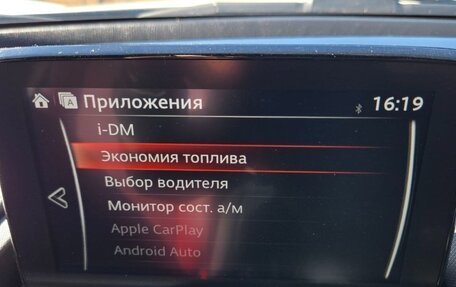 Приложения 16:19
i-DM
Экономия топлива
Выбор водителя
Монитор сост. а/м
Apple CarPlay
Android Auto